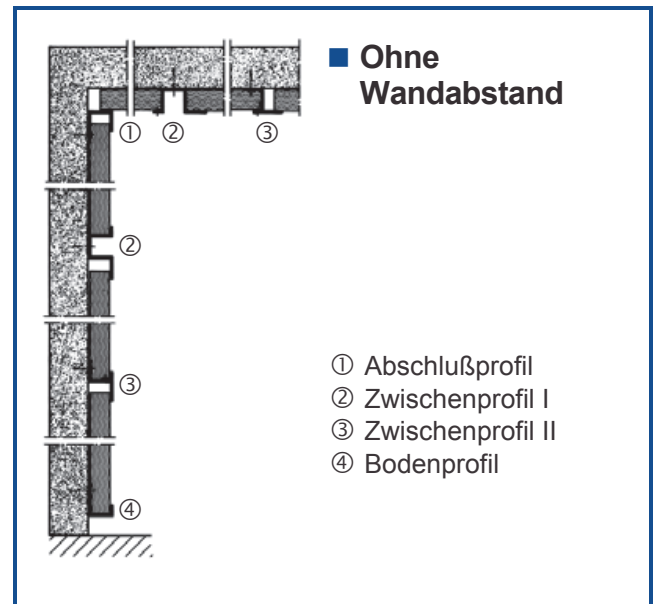 ■ Ohne
Wandabstand
① ② ③
②
③
④
① Abschlußprofil
② Zwischenprofil I
③ Zwischenprofil II
④ Bodenprofil